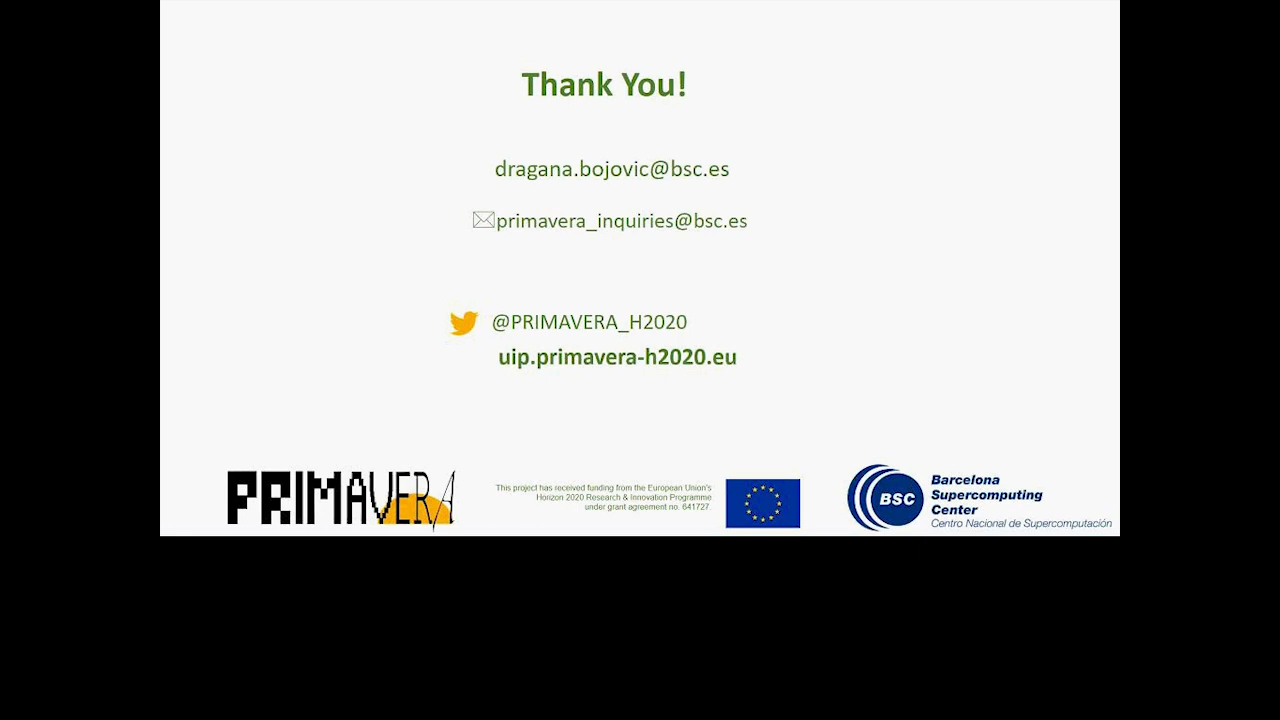 Thank You!
dragana.bojovic@bsc.es
primavera_inquiries@bsc.es
@PRIMAVERA_H2020
uip.primavera-h2020.eu
PRIMAVERA
This project has received funding from the European Union's
Horizon 2020 Research & Innovation Programme
under grant agreement no. 641727.
BSC
Barcelona
Supercomputing
Center
Centro Nacional de Supercomputación